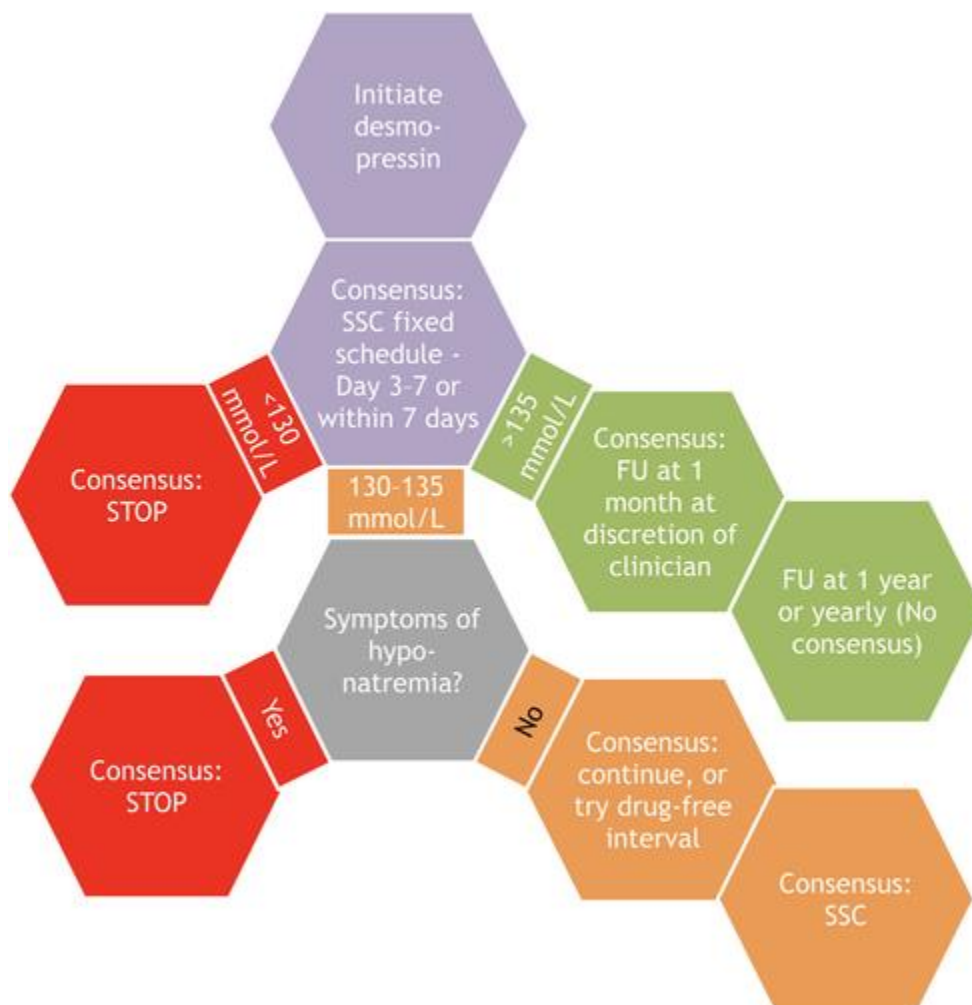 Initiate
desmo-
pressin
Consensus:
SSC fixed
schedule -
Day 3-7 or
within 7 days
<130
mmol/L
>135
mmol/L
130-135
mmol/L
Consensus:
STOP
Consensus:
FU at 1
month at
discretion of
clinician
FU at 1 year
or yearly (No
consensus)
Symptoms of
hypo-
natremia?
Yes
No
Consensus:
STOP
Consensus:
continue, or
try drug-free
interval
Consensus:
SSC